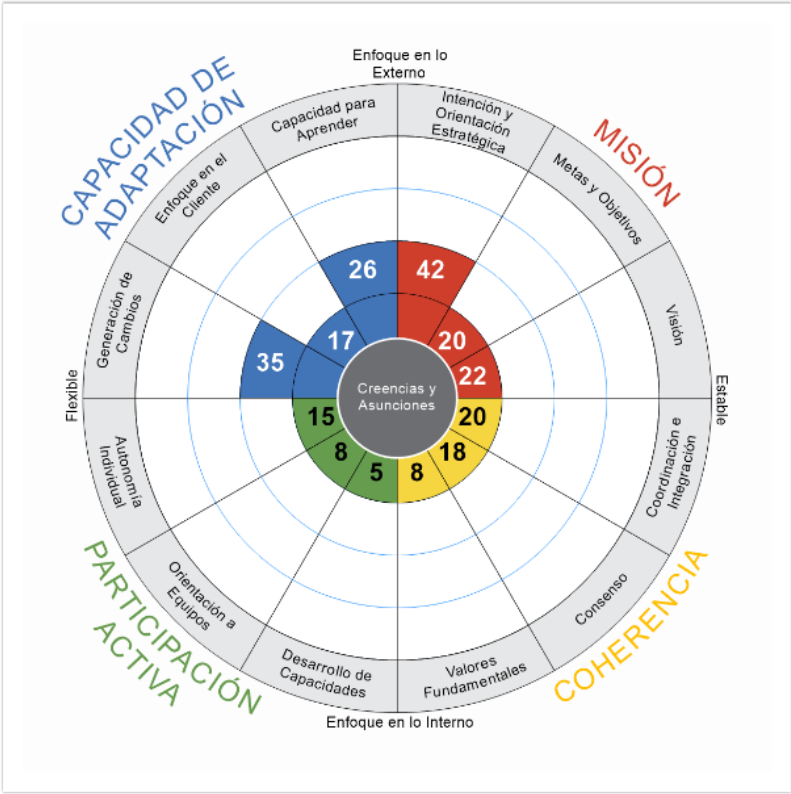 Enfoque en lo
Externo
CAPACIDAD DE
ADAPTACIÓN
MISIÓN
Capacidad para
Aprender
Intención y
Orientación
Estratégica
Enfoque en el
Cliente
Metas y Objetivos
Generación de
Cambios
Visión
26
42
17
20
35
22
Creencias y
Asunciones
Flexible
Estable
15
20
8
18
5
8
Autonomía
Individual
Coordinación e
Integración
Orientación a
Equipos
Consenso
Desarrollo de
Capacidades
Valores
Fundamentales
PARTICIPACIÓN
ACTIVA
COHERENCIA
Enfoque en lo Interno